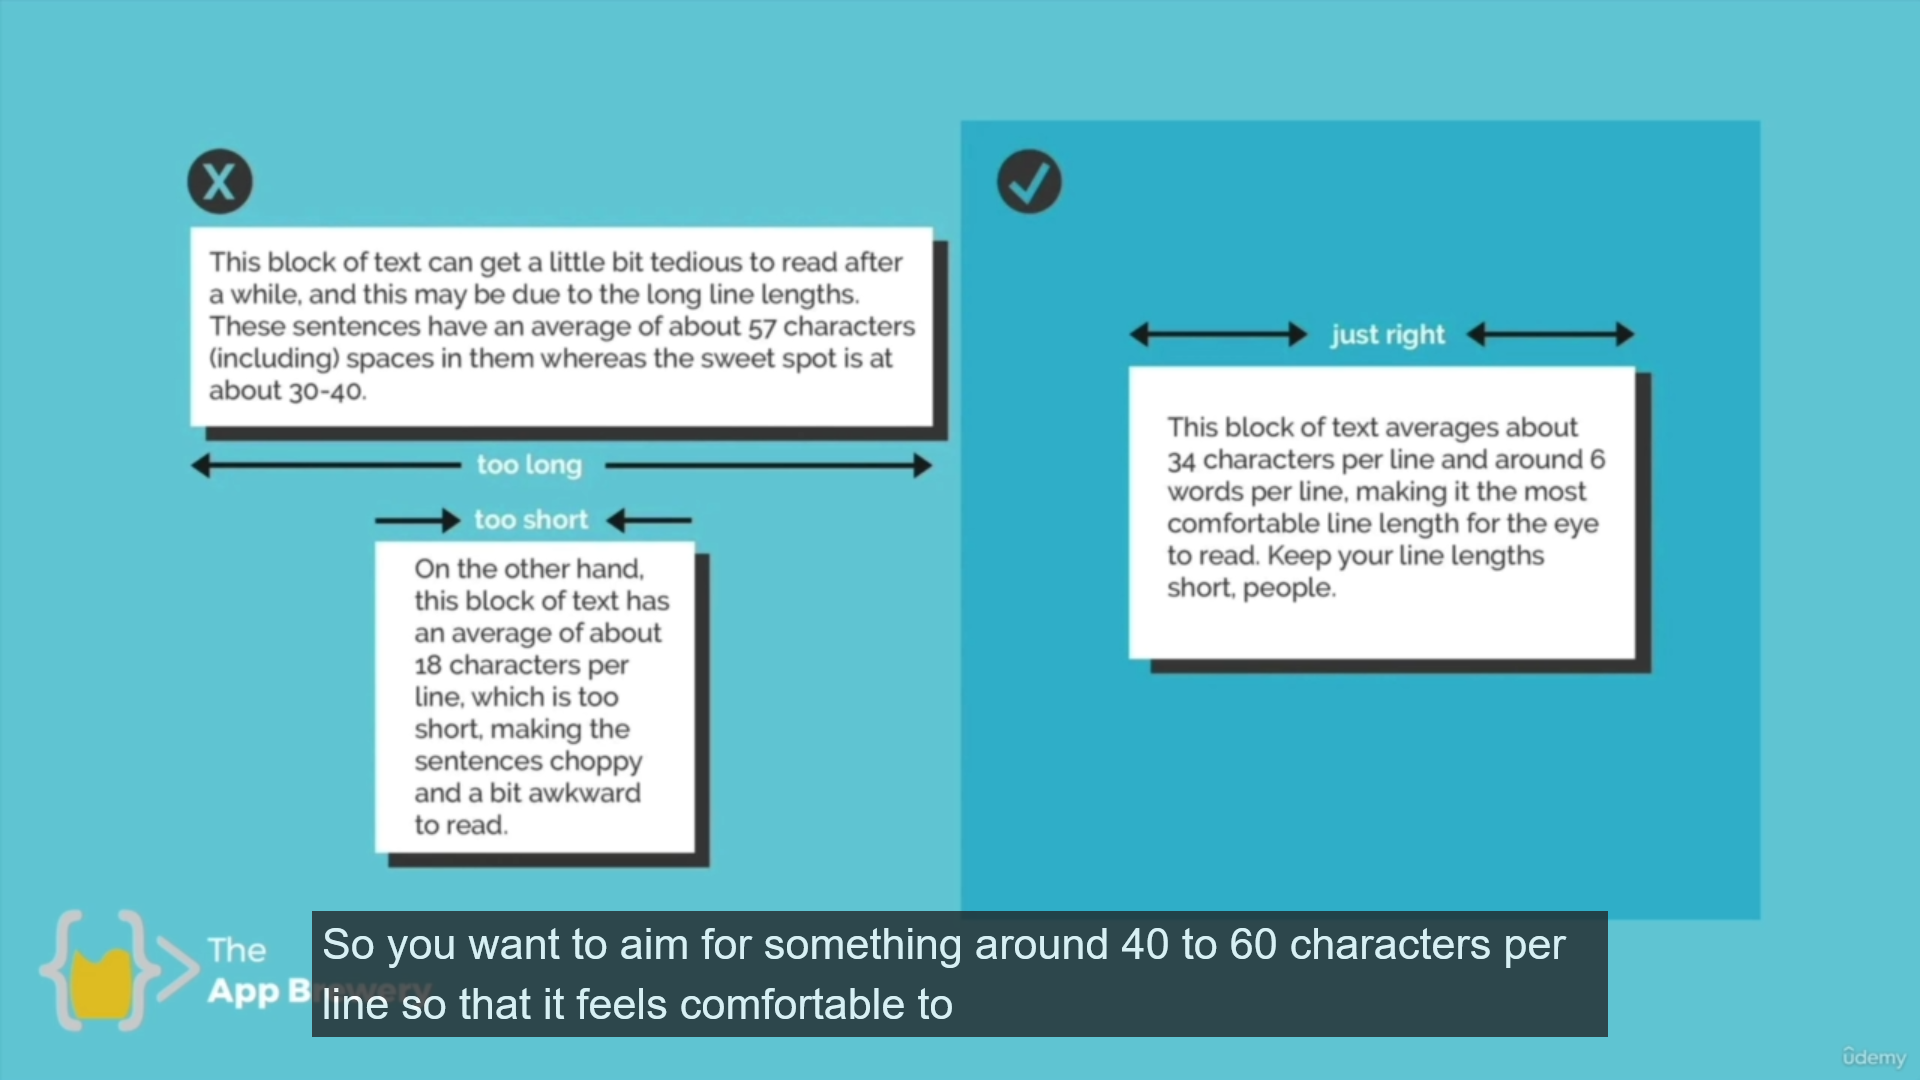 X
This block of text can get a little bit tedious to read after
a while, and this may be due to the long line lengths.
These sentences have an average of about 57 characters
(including) spaces in them whereas the sweet spot is at
about 30-40.
too long
too short
On the other hand,
this block of text has
an average of about
18 characters per
line, which is too
short, making the
sentences choppy
and a bit awkward
to read.
just right
This block of text averages about
34 characters per line and around 6
words per line, making it the most
comfortable line length for the eye
to read. Keep your line lengths
short, people.
The
App Brewery
So you want to aim for something around 40 to 60 characters per
line so that it feels comfortable to
udemy